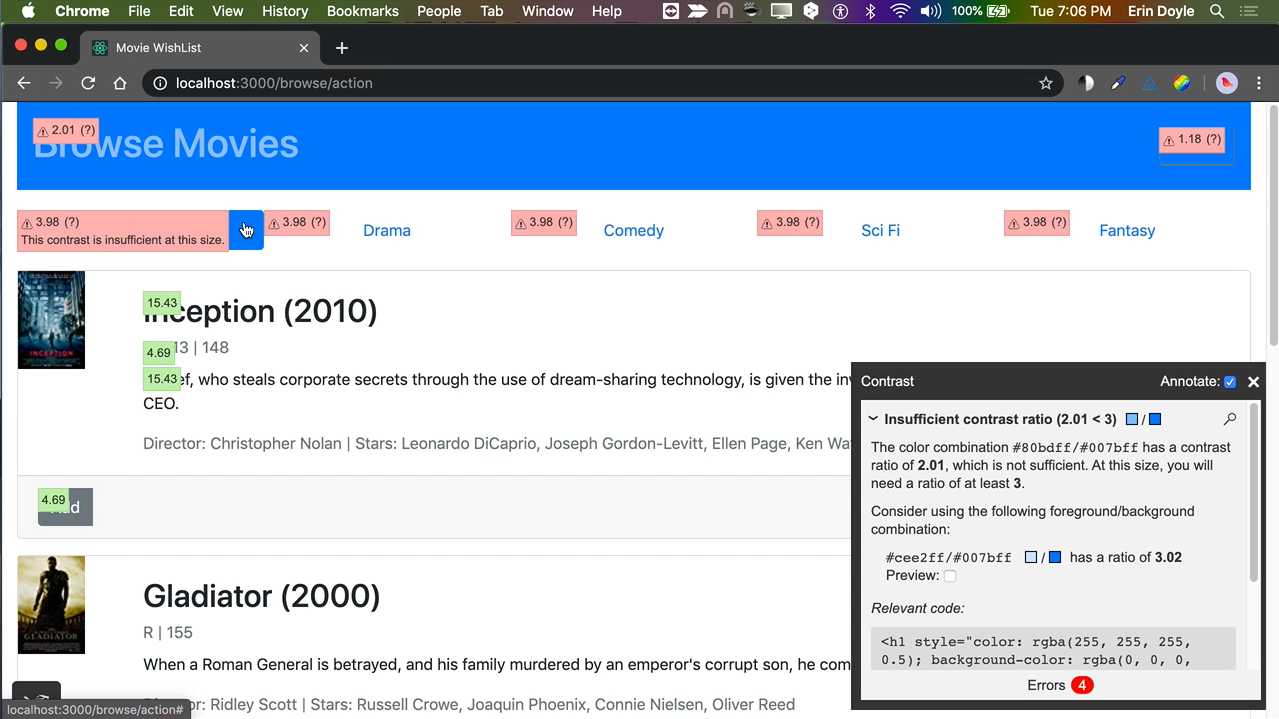 Chrome File Edit View History Bookmarks People Tab Window Help 100% Tue 7:06 PM Erin Doyle
Movie WishList
localhost:3000/browse/action
2.01 (?)
Browse Movies
1.18 (?)
3.98 (?)
This contrast is insufficient at this size.
3.98 (?) Drama 3.98 (?) Comedy 3.98 (?) Sci Fi 3.98 (?) Fantasy
15.43
Inception (2010)
4.69 13 | 148
15.43 ef, who steals corporate secrets through the use of dream-sharing technology, is given the inv
CEO.
Director: Christopher Nolan | Stars: Leonardo DiCaprio, Joseph Gordon-Levitt, Ellen Page, Ken Wa
4.69
INCEPTION
Gladiator (2000)
R | 155
GLADIATOR
When a Roman General is betrayed, and his family murdered by an emperor's corrupt son, he com
Ridley Scott | Stars: Russell Crowe, Joaquin Phoenix, Connie Nielsen, Oliver Reed
localhost:3000/browse/action#
Contrast Annotate:
Insufficient contrast ratio (2.01 < 3) /
The color combination #80bdff/#007bff has a contrast
ratio of 2.01, which is not sufficient. At this size, you will
need a ratio of at least 3.
Consider using the following foreground/background
combination:
#cee2ff/#007bff / has a ratio of 3.02
Preview:
Relevant code:
<h1 style="color: rgba(255, 255, 255,
0.5); background-color: rgba(0, 0, 0,
Errors 4